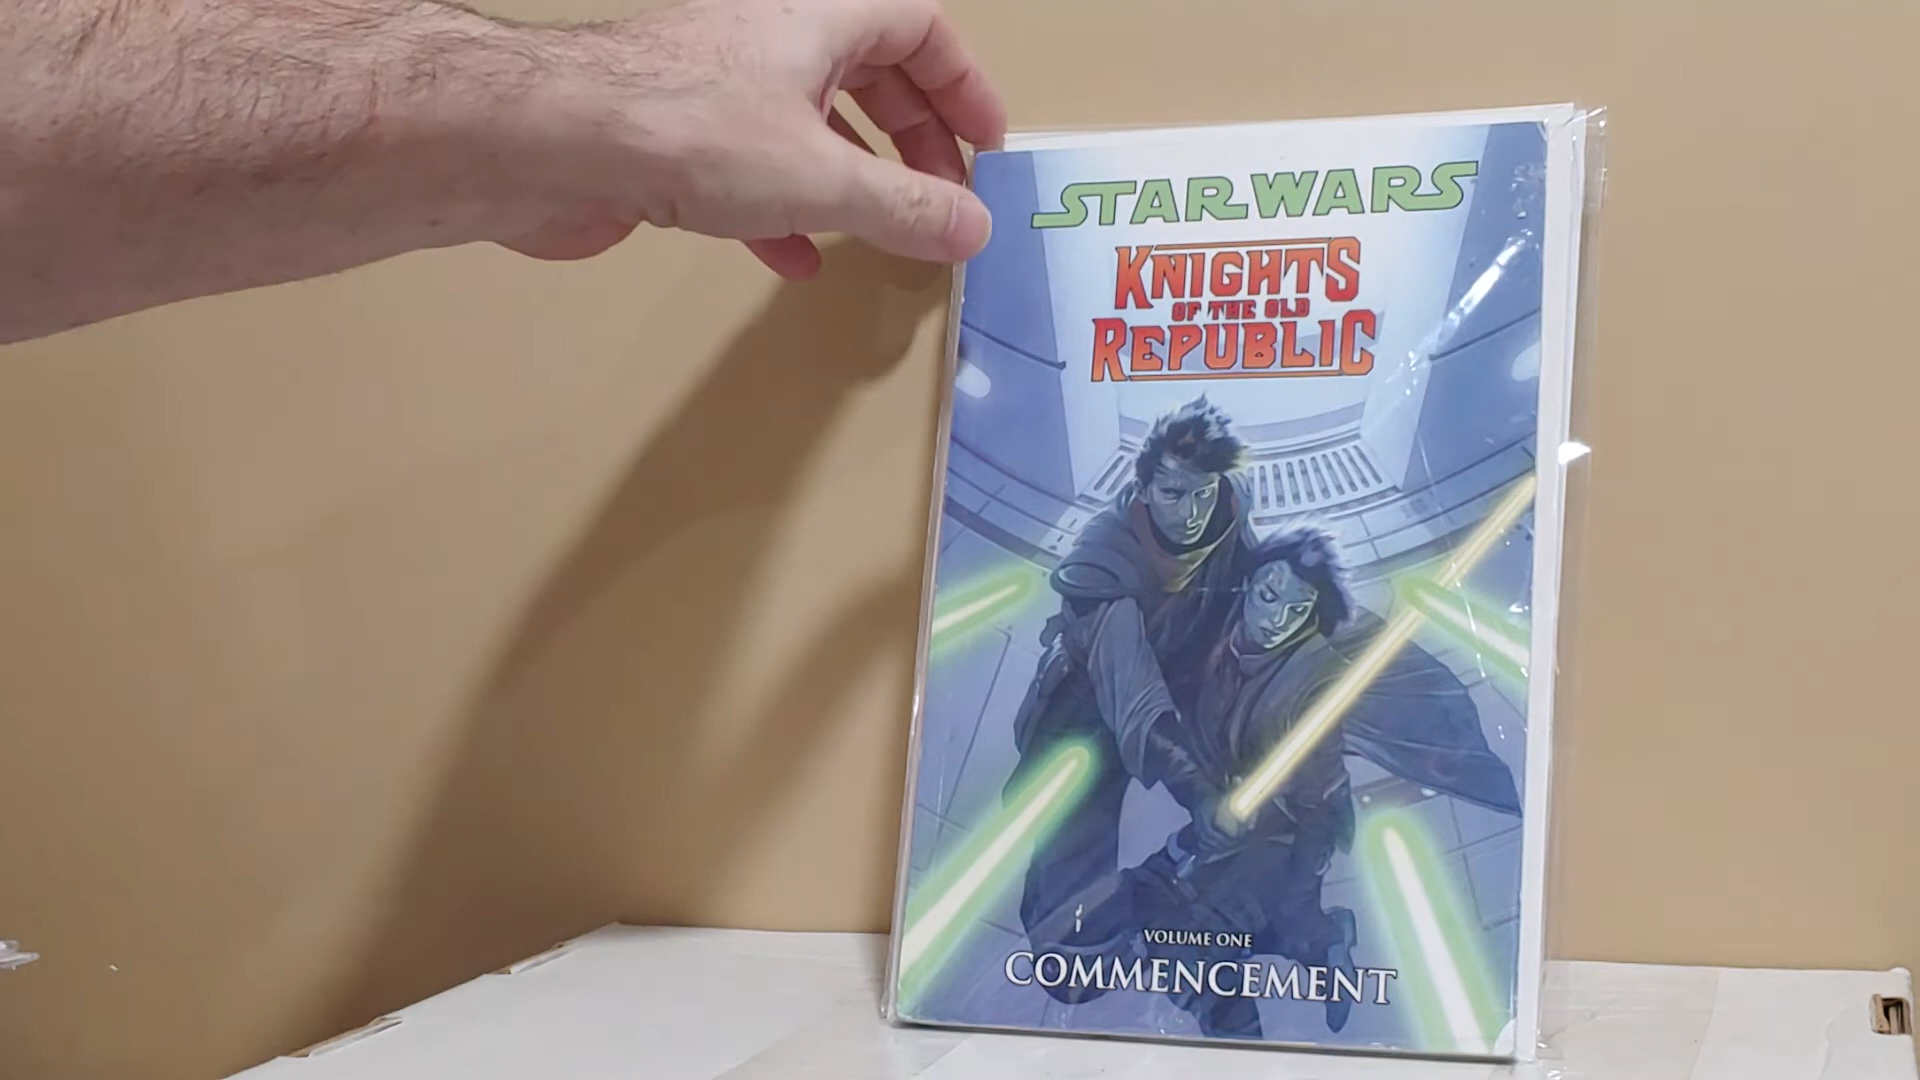 STAR WARS
KNIGHTS
OF THE OLD
REPUBLIC
VOLUME ONE
COMMENCEMENT